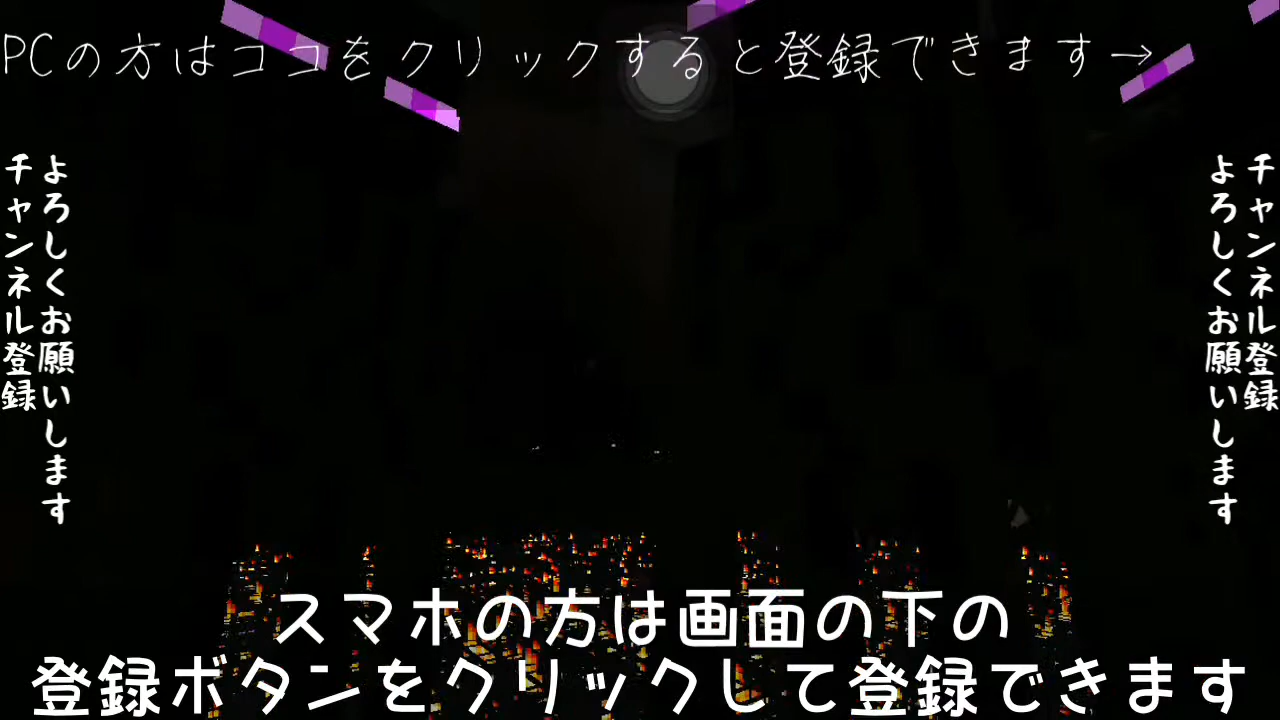 PCの方はココをクリックすると登録できます→
チャンネル登録
よろしくお願いします
チャンネル登録
よろしくお願いします
スマホの方は画面の下の
登録ボタンをクリックして登録できます